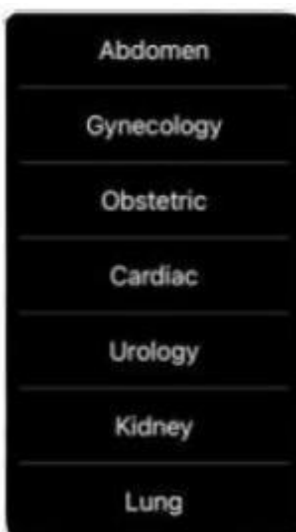 Abdomen
Gynecology
Obstetric
Cardiac
Urology
Kidney
Lung